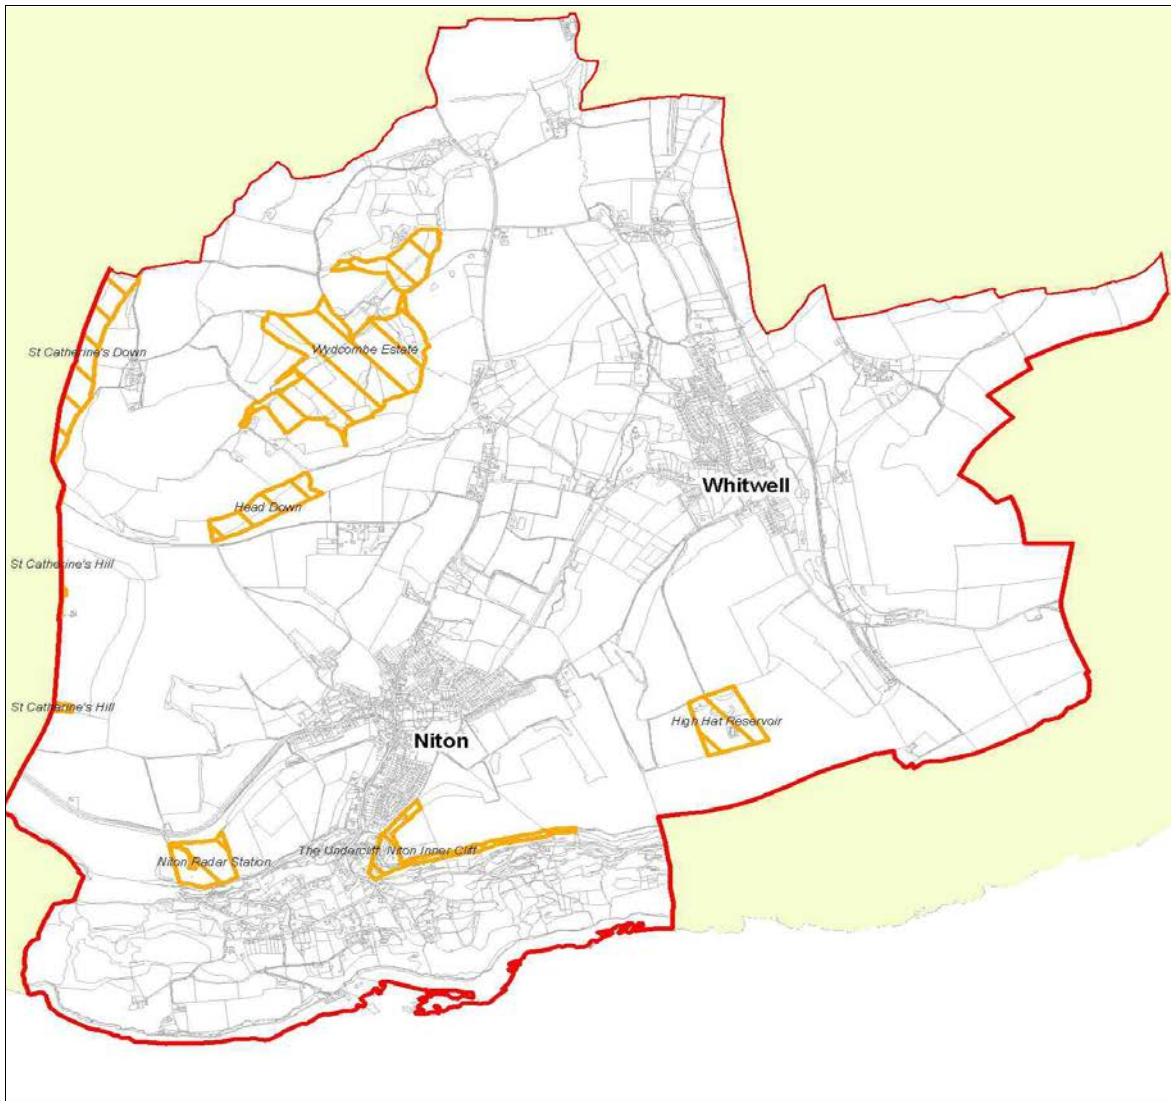 Wydcombe Estate
St Catherine's Down
Whitwell
Head Down
St Catherine's Hill
St Catherine's Hill
High Hat Reservoir
Niton
The Undercliff, Niton Inner Cliff
Niton Radar Station